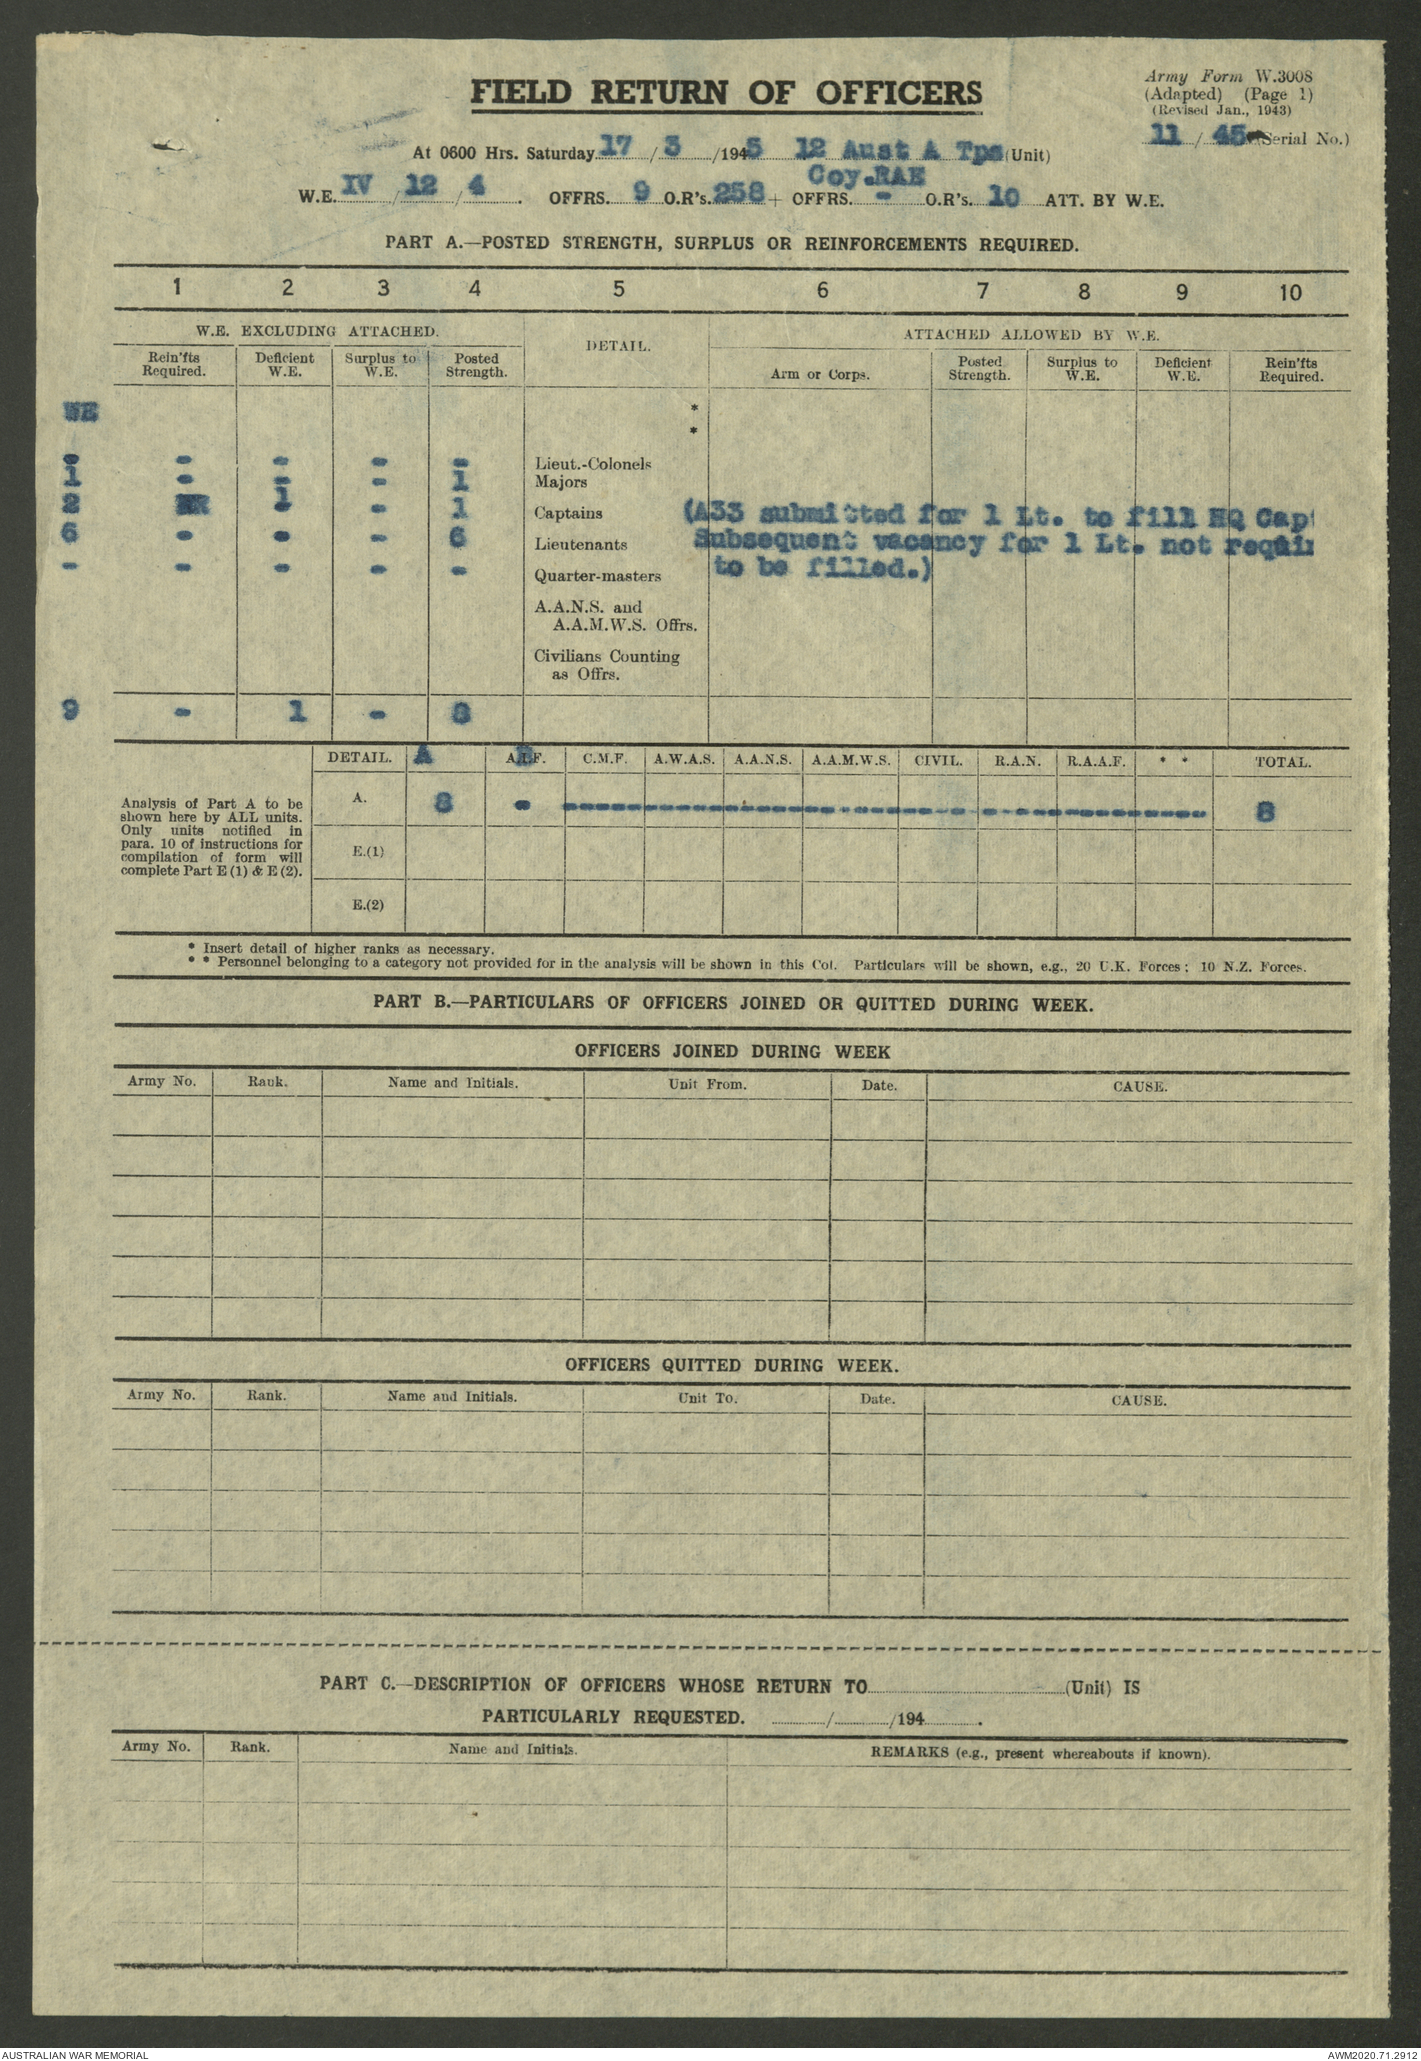 FIELD RETURN OF OFFICERS
Army Form W.3008
(Adapted) (Page 1)
(Revised Jan., 1943)
11 / 45 (Serial No.)
At 0600 Hrs. Saturday 17 / 3 /1945 12 Aust A Tps (Unit)
Coy.RAE
W.E. IV / 12 / 4 . OFFRS. 9 O.R's. 258 + OFFRS. - O.R's. 10 ATT. BY W.E.
PART A.—POSTED STRENGTH, SURPLUS OR REINFORCEMENTS REQUIRED.
1 2 3 4 5 6 7 8 9 10
W.E. EXCLUDING ATTACHED. DETAIL. ATTACHED ALLOWED BY W.E.
Rein'fts Required. Deficient W.E. Surplus to W.E. Posted Strength. Arm or Corps. Posted Strength. Surplus to W.E. Deficient W.E. Rein'fts Required.
WE *
*
- - - - - Lieut.-Colonels
1 - - - 1 Majors
2 1 - 1 Captains (A33 submitted for 1 Lt. to fill HQ Capt
6 - - - 6 Lieutenants Subsequent vacancy for 1 Lt. not requir
- - - - - Quarter-masters to be filled.)
A.A.N.S. and
A.A.M.W.S. Offrs.
Civilians Counting
as Offrs.
9 - 1 - 8
DETAIL. A A.I.F. C.M.F. A.W.A.S. A.A.N.S. A.A.M.W.S. CIVIL. R.A.N. R.A.A.F. * * TOTAL.
Analysis of Part A to be
shown here by ALL units.
Only units notified in
para. 10 of instructions for
compilation of form will
complete Part E (1) & E (2).
A. 8 - ---------------------------------------- 8
E.(1)
E.(2)
* Insert detail of higher ranks as necessary.
* * Personnel belonging to a category not provided for in the analysis will be shown in this Col. Particulars will be shown, e.g., 20 U.K. Forces; 10 N.Z. Forces.
PART B.—PARTICULARS OF OFFICERS JOINED OR QUITTED DURING WEEK.
OFFICERS JOINED DURING WEEK
Army No. Rank. Name and Initials. Unit From. Date. CAUSE.
OFFICERS QUITTED DURING WEEK.
Army No. Rank. Name and Initials. Unit To. Date. CAUSE.
PART C.—DESCRIPTION OF OFFICERS WHOSE RETURN TO (Unit) IS
PARTICULARLY REQUESTED. / /194 .
Army No. Rank. Name and Initials. REMARKS (e.g., present whereabouts if known).
AUSTRALIAN WAR MEMORIAL AWM2020.71.2912